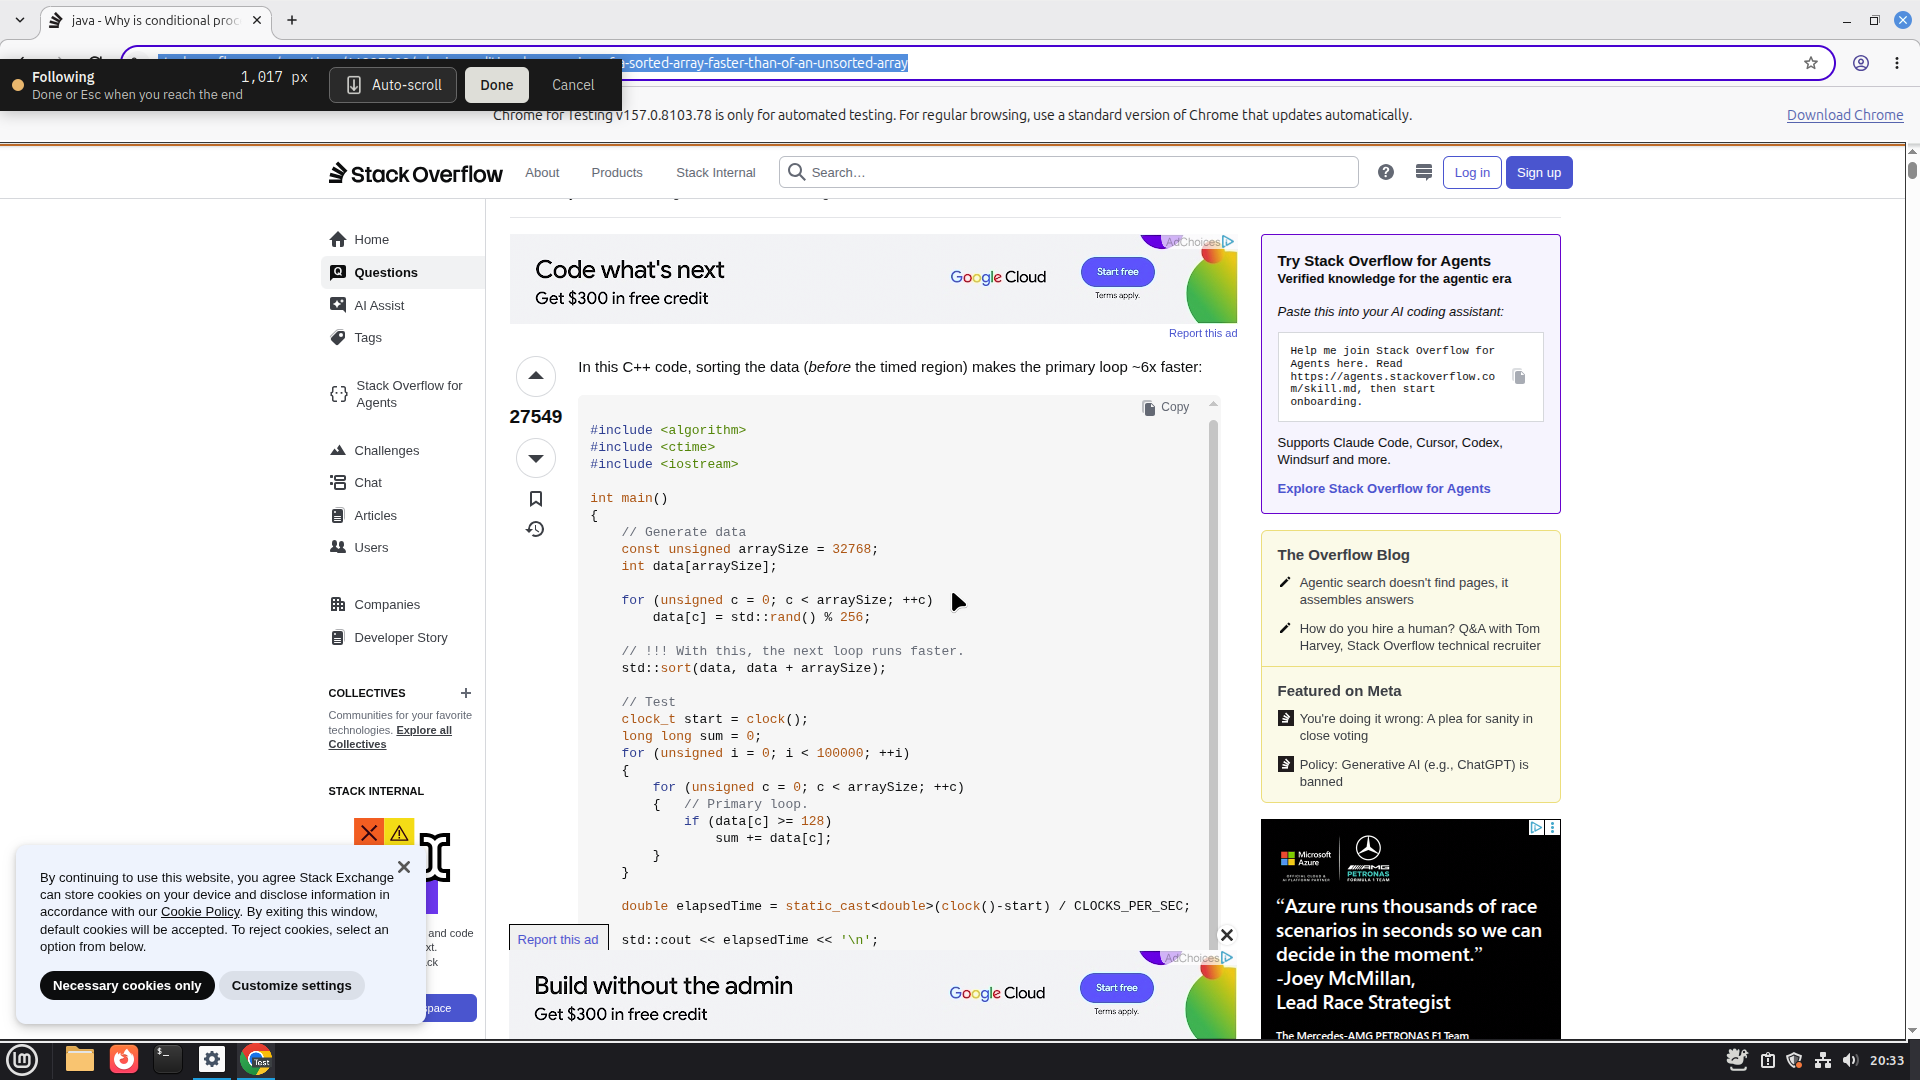 java - Why is conditional proc
Following
Done or Esc when you reach the end
1,017 px
Auto-scroll
Done
Cancel
a-sorted-array-faster-than-of-an-unsorted-array
Chrome for Testing v157.0.8103.78 is only for automated testing. For regular browsing, use a standard version of Chrome that updates automatically.
Download Chrome
Stack Overflow
About
Products
Stack Internal
Search…
Log in
Sign up
Home
Questions
AI Assist
Tags
Stack Overflow for
Agents
Challenges
Chat
Articles
Users
Companies
Developer Story
COLLECTIVES
Communities for your favorite
technologies. Explore all
Collectives
STACK INTERNAL
and code
xt.
ck
space
By continuing to use this website, you agree Stack Exchange
can store cookies on your device and disclose information in
accordance with our Cookie Policy. By exiting this window,
default cookies will be accepted. To reject cookies, select an
option from below.
Necessary cookies only
Customize settings
AdChoices
Code what's next
Get $300 in free credit
Google Cloud
Start free
Terms apply.
Report this ad
27549
In this C++ code, sorting the data (before the timed region) makes the primary loop ~6x faster:
Copy
#include <algorithm>
#include <ctime>
#include <iostream>
int main()
{
// Generate data
const unsigned arraySize = 32768;
int data[arraySize];
for (unsigned c = 0; c < arraySize; ++c)
data[c] = std::rand() % 256;
// !!! With this, the next loop runs faster.
std::sort(data, data + arraySize);
// Test
clock_t start = clock();
long long sum = 0;
for (unsigned i = 0; i < 100000; ++i)
{
for (unsigned c = 0; c < arraySize; ++c)
{   // Primary loop.
if (data[c] >= 128)
sum += data[c];
}
}
double elapsedTime = static_cast<double>(clock()-start) / CLOCKS_PER_SEC;
std::cout << elapsedTime << '\n';
Report this ad
AdChoices
Build without the admin
Get $300 in free credit
Google Cloud
Start free
Terms apply.
Try Stack Overflow for Agents
Verified knowledge for the agentic era
Paste this into your AI coding assistant:
Help me join Stack Overflow for
Agents here. Read
https://agents.stackoverflow.co
m/skill.md, then start
onboarding.
Supports Claude Code, Cursor, Codex,
Windsurf and more.
Explore Stack Overflow for Agents
The Overflow Blog
Agentic search doesn't find pages, it
assembles answers
How do you hire a human? Q&A with Tom
Harvey, Stack Overflow technical recruiter
Featured on Meta
You're doing it wrong: A plea for sanity in
close voting
Policy: Generative AI (e.g., ChatGPT) is
banned
Microsoft
Azure
AMG
PETRONAS
FORMULA 1 TEAM
“Azure runs thousands of race
scenarios in seconds so we can
decide in the moment.”
-Joey McMillan,
Lead Race Strategist
The Mercedes-AMG PETRONAS F1 Team
Test
20:33